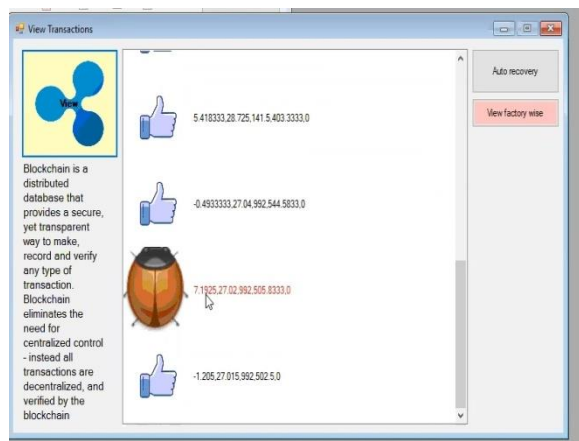 View Transactions
View
Auto recovery
View factory wise
5.418333,28.725,141.5,403.3333,0
-0.4933333,27.04,992,544.5833,0
7.1925,27.02,992,505.8333,0
-1.205,27.015,992,502.5,0
Blockchain is a
distributed
database that
provides a secure,
yet transparent
way to make,
record and verify
any type of
transaction.
Blockchain
eliminates the
need for
centralized control
- instead all
transactions are
decentralized, and
verified by the
blockchain